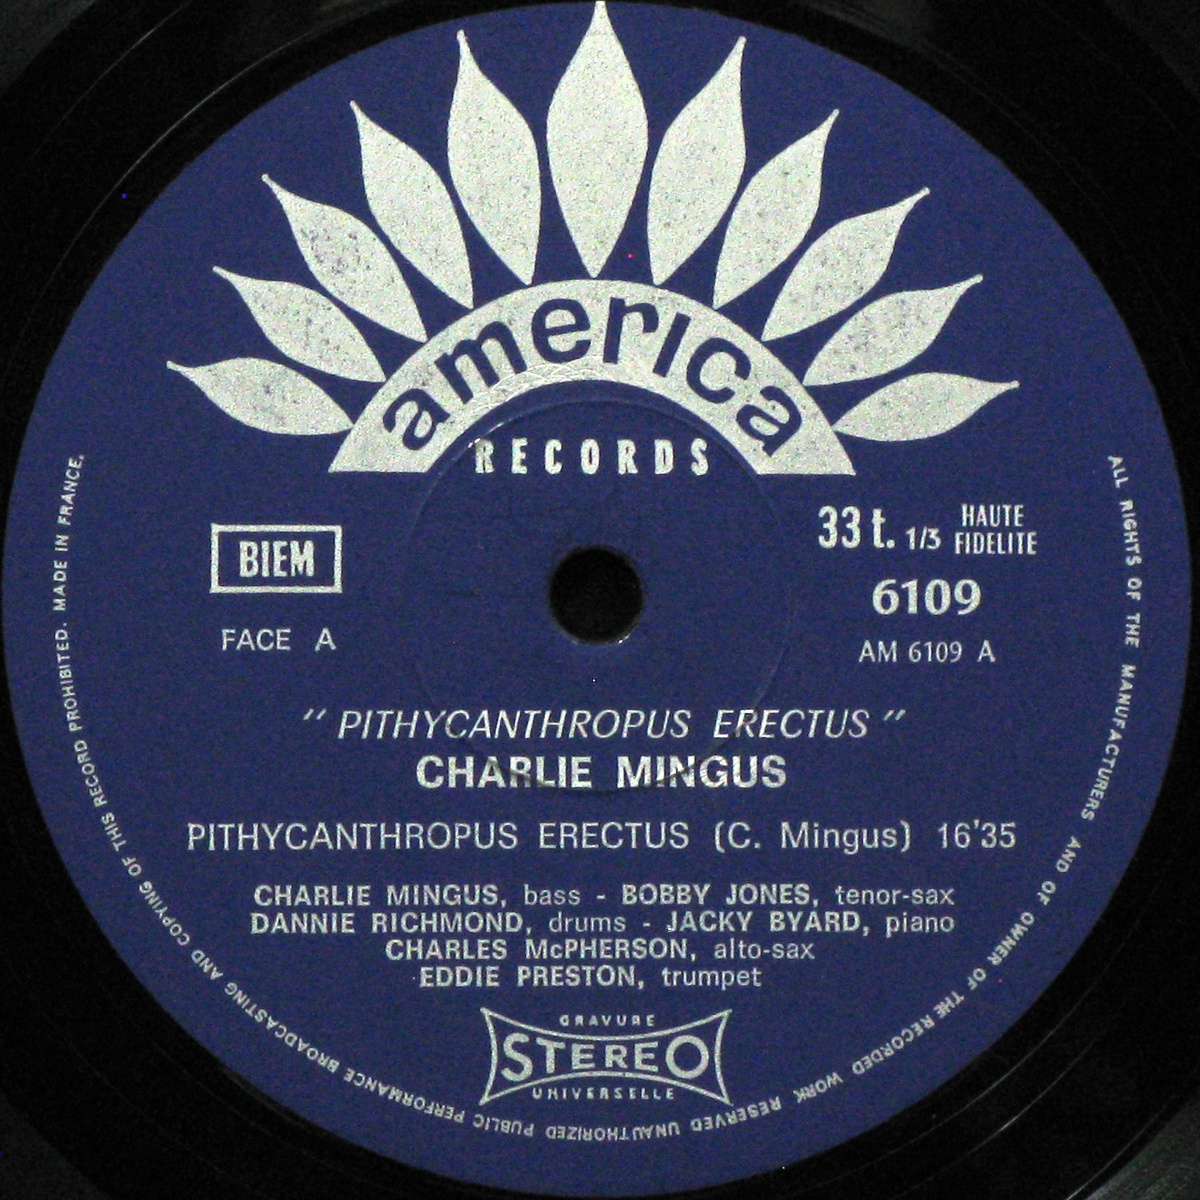 america
RECORDS
BIEM
FACE A
33 t. 1/3 HAUTE FIDELITE
6109
AM 6109 A
" PITHYCANTHROPUS ERECTUS "
CHARLIE MINGUS
PITHYCANTHROPUS ERECTUS (C. Mingus) 16'35
CHARLIE MINGUS, bass - BOBBY JONES, tenor-sax
DANNIE RICHMOND, drums - JACKY BYARD, piano
CHARLES McPHERSON, alto-sax
EDDIE PRESTON, trumpet
GRAVURE
STEREO
UNIVERSELLE
ALL RIGHTS OF THE MANUFACTURERS AND OF OWNER OF THE RECORDED WORK RESERVED UNAUTHORIZED PUBLIC PERFORMANCE BROADCASTING AND COPYING OF THIS RECORD PROHIBITED. MADE IN FRANCE.